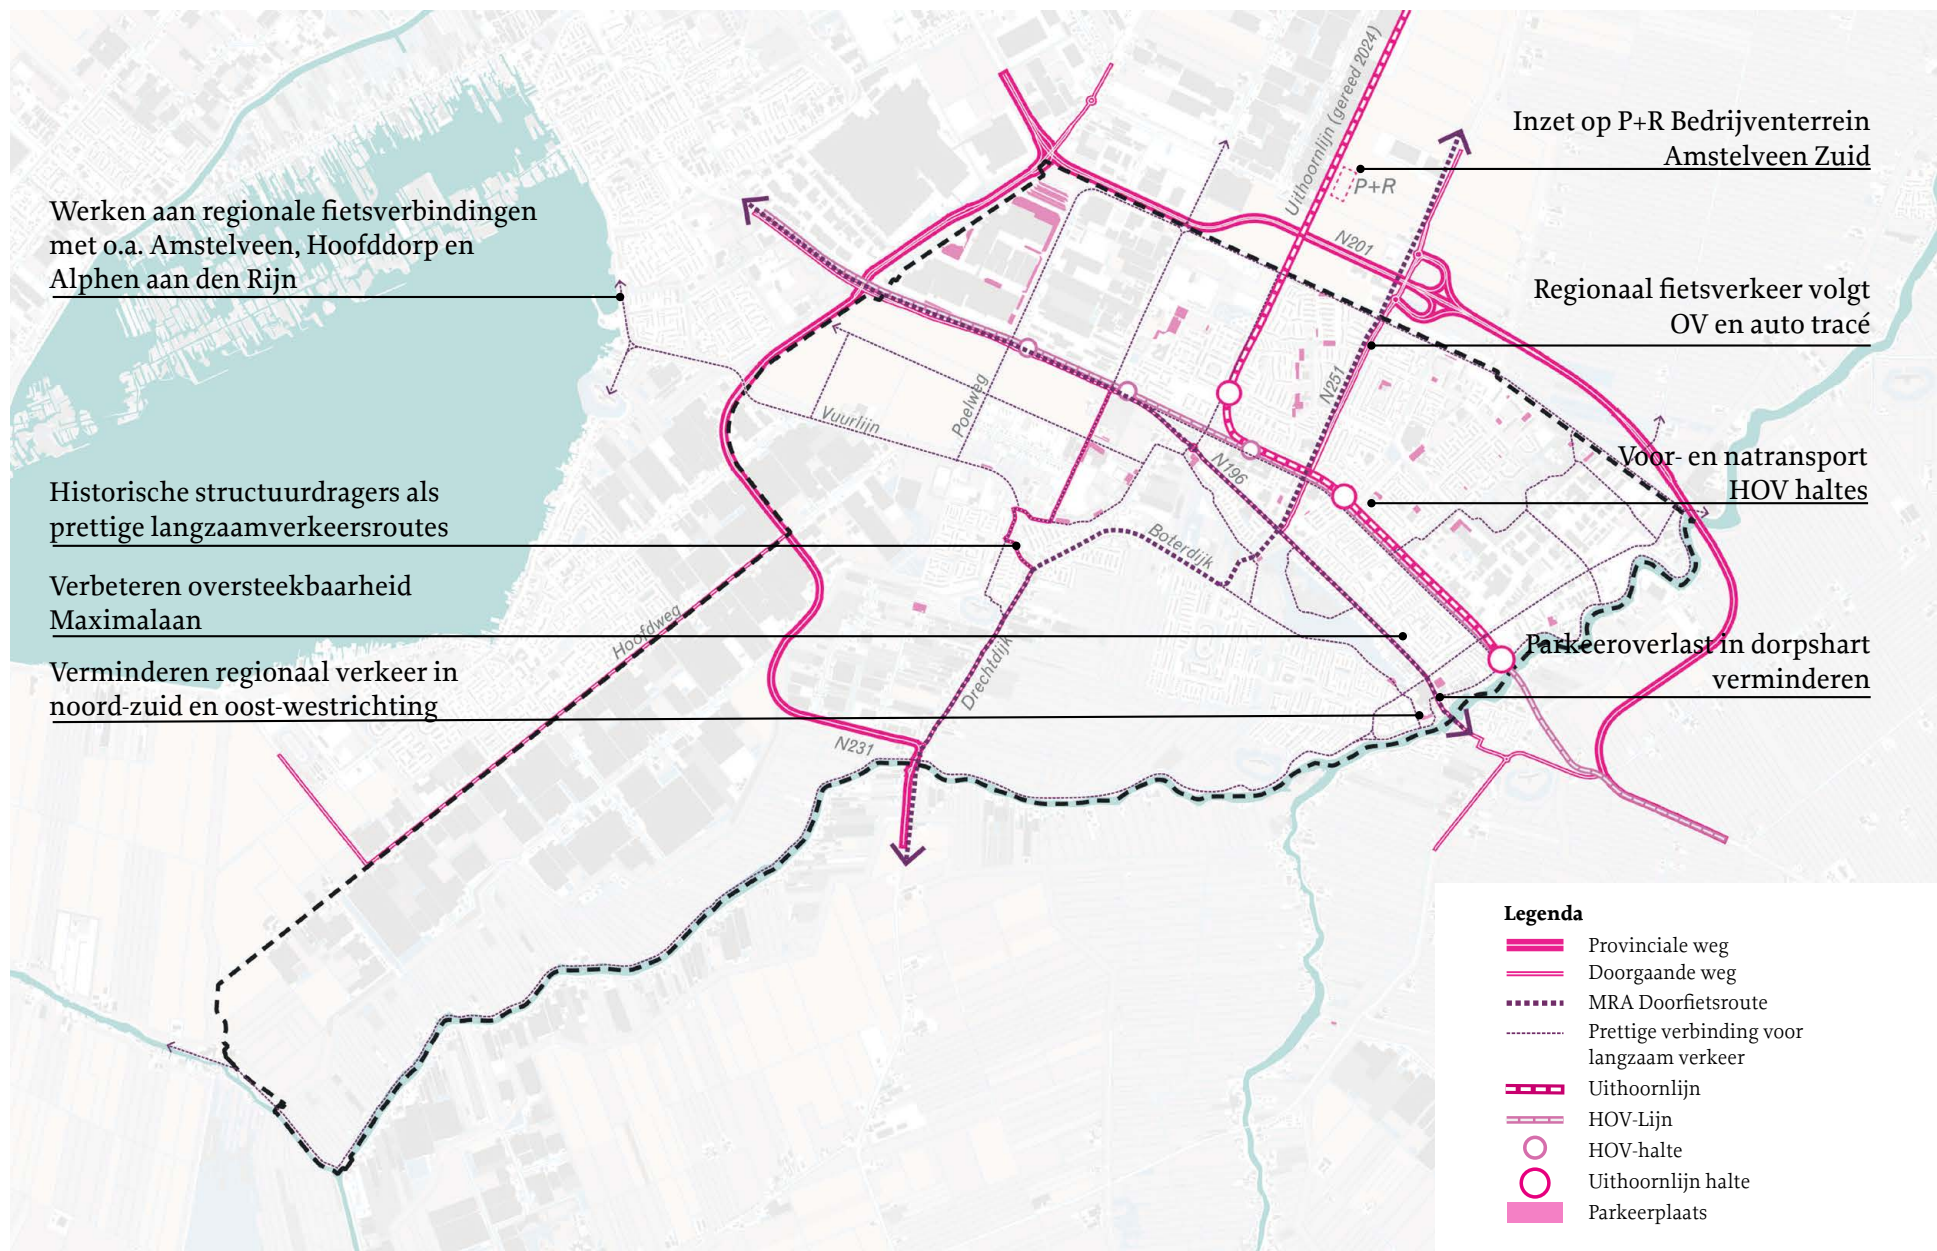 Uithoornlijn (gereed 2024)
Inzet op P+R Bedrijventerrein
Amstelveen Zuid
P+R
Werken aan regionale fietsverbindingen
met o.a. Amstelveen, Hoofddorp en
Alphen aan den Rijn
N201
Regionaal fietsverkeer volgt
OV en auto tracé
N251
Poelweg
Vuurlijn
N196
Voor- en natransport
HOV haltes
Historische structuurdragers als
prettige langzaamverkeersroutes
Boterdijk
Verbeteren oversteekbaarheid
Maximalaan
Hoofdweg
Drechtdijk
Parkeeroverlast in dorpshart
verminderen
Verminderen regionaal verkeer in
noord-zuid en oost-westrichting
N231
Legenda
Provinciale weg
Doorgaande weg
MRA Doorfietsroute
Prettige verbinding voor
langzaam verkeer
Uithoornlijn
HOV-Lijn
HOV-halte
Uithoornlijn halte
Parkeerplaats